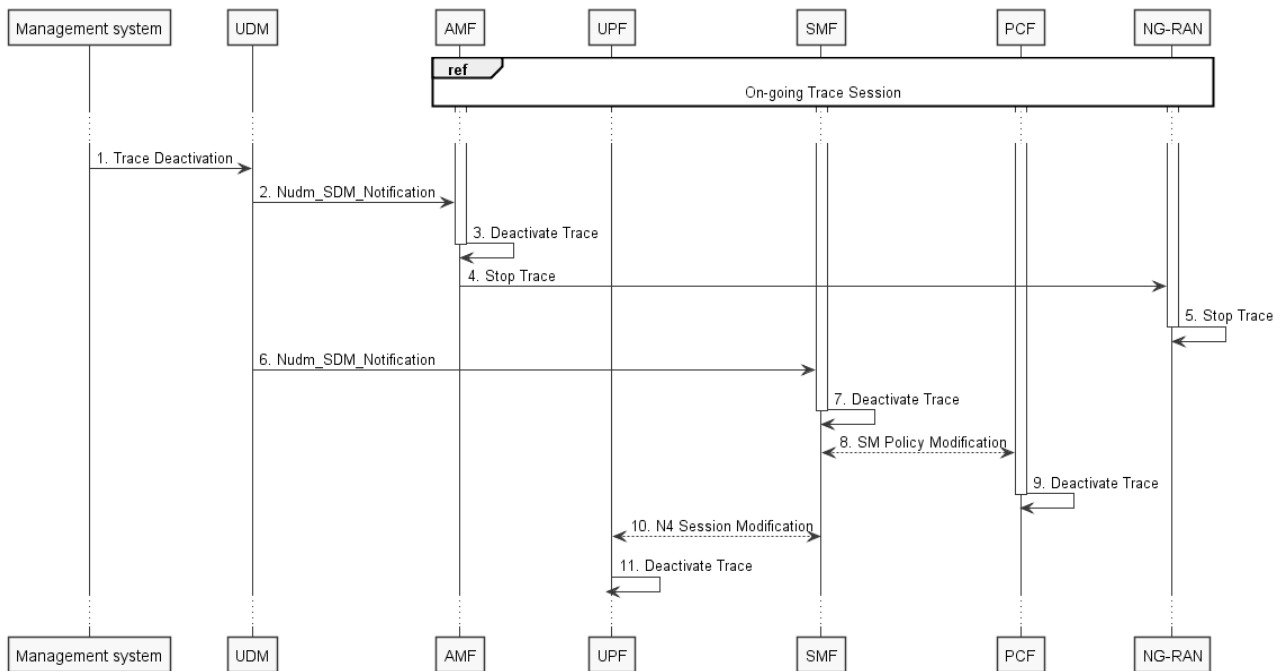 Management system
UDM
AMF
UPF
SMF
PCF
NG-RAN
ref
On-going Trace Session
1. Trace Deactivation
2. Nudm_SDM_Notification
3. Deactivate Trace
4. Stop Trace
5. Stop Trace
6. Nudm_SDM_Notification
7. Deactivate Trace
8. SM Policy Modification
9. Deactivate Trace
10. N4 Session Modification
11. Deactivate Trace
Management system
UDM
AMF
UPF
SMF
PCF
NG-RAN